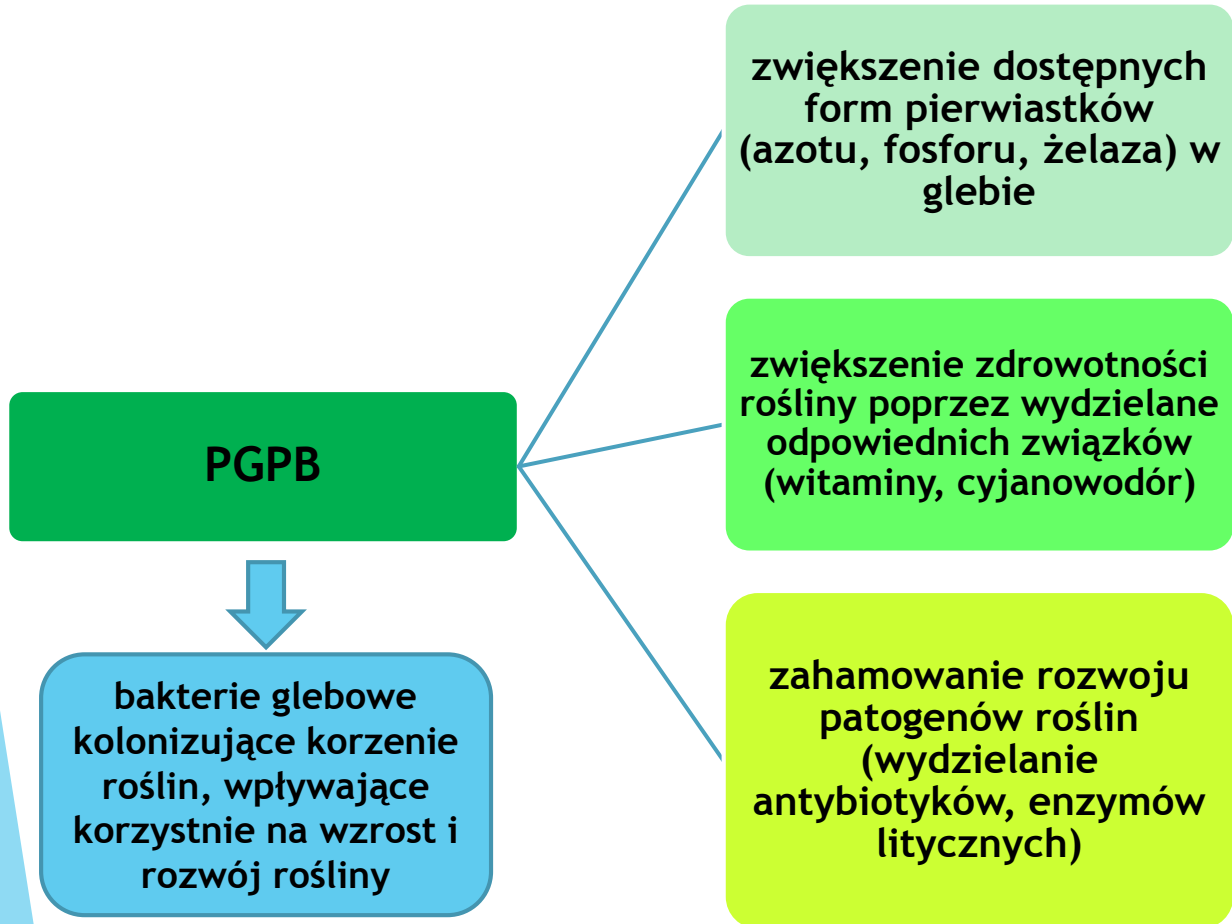 PGPB
bakterie glebowe
kolonizujące korzenie
roślin, wpływające
korzystnie na wzrost i
rozwój rośliny
zwiększenie dostępnych
form pierwiastków
(azotu, fosforu, żelaza) w
glebie
zwiększenie zdrowotności
rośliny poprzez wydzielane
odpowiednich związków
(witaminy, cyjanowodór)
zahamowanie rozwoju
patogenów roślin
(wydzielanie
antybiotyków, enzymów
litycznych)